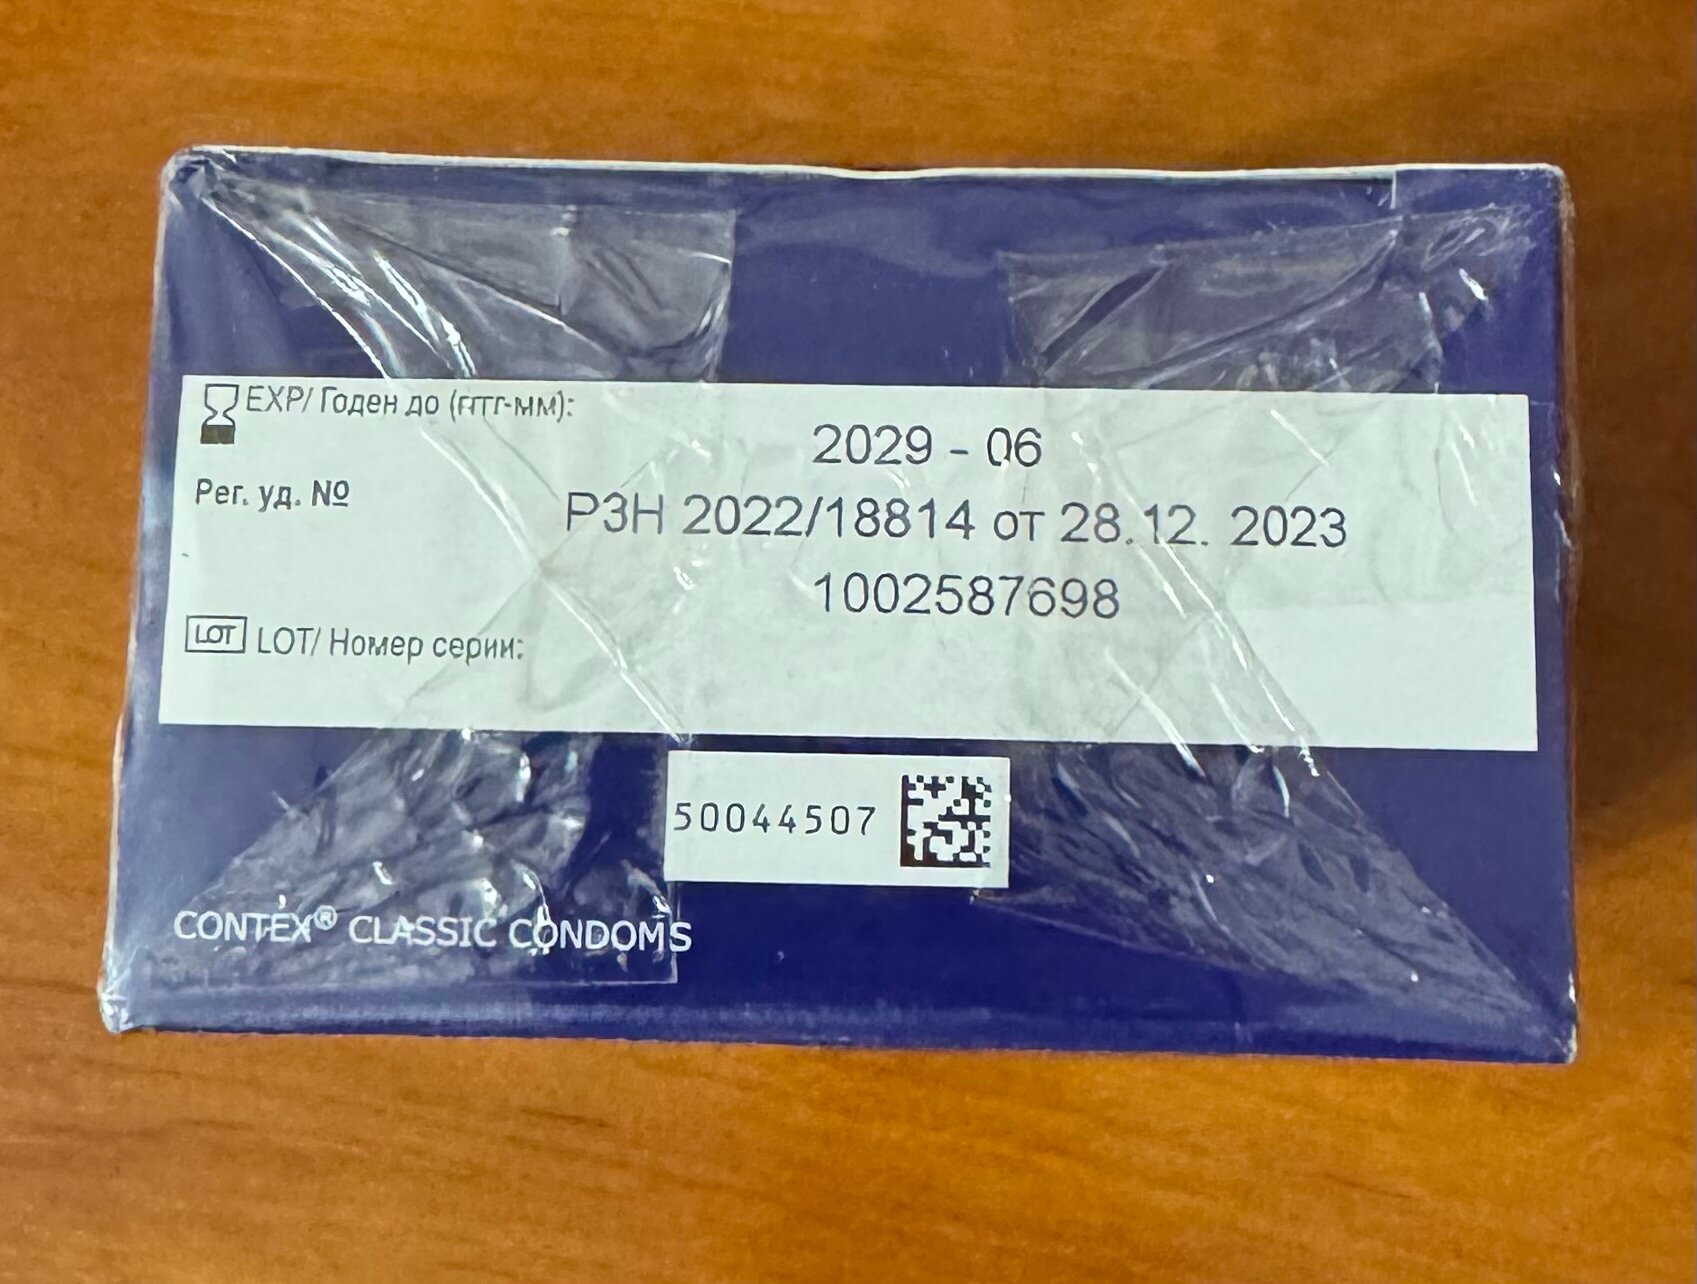 EXP/ Годен до (ГГГГ-ММ):
2029 - 06
Рег. уд. №
РЗН 2022/18814 от 28.12. 2023
1002587698
LOT LOT/ Номер серии:
50044507
CONTEX® CLASSIC CONDOMS